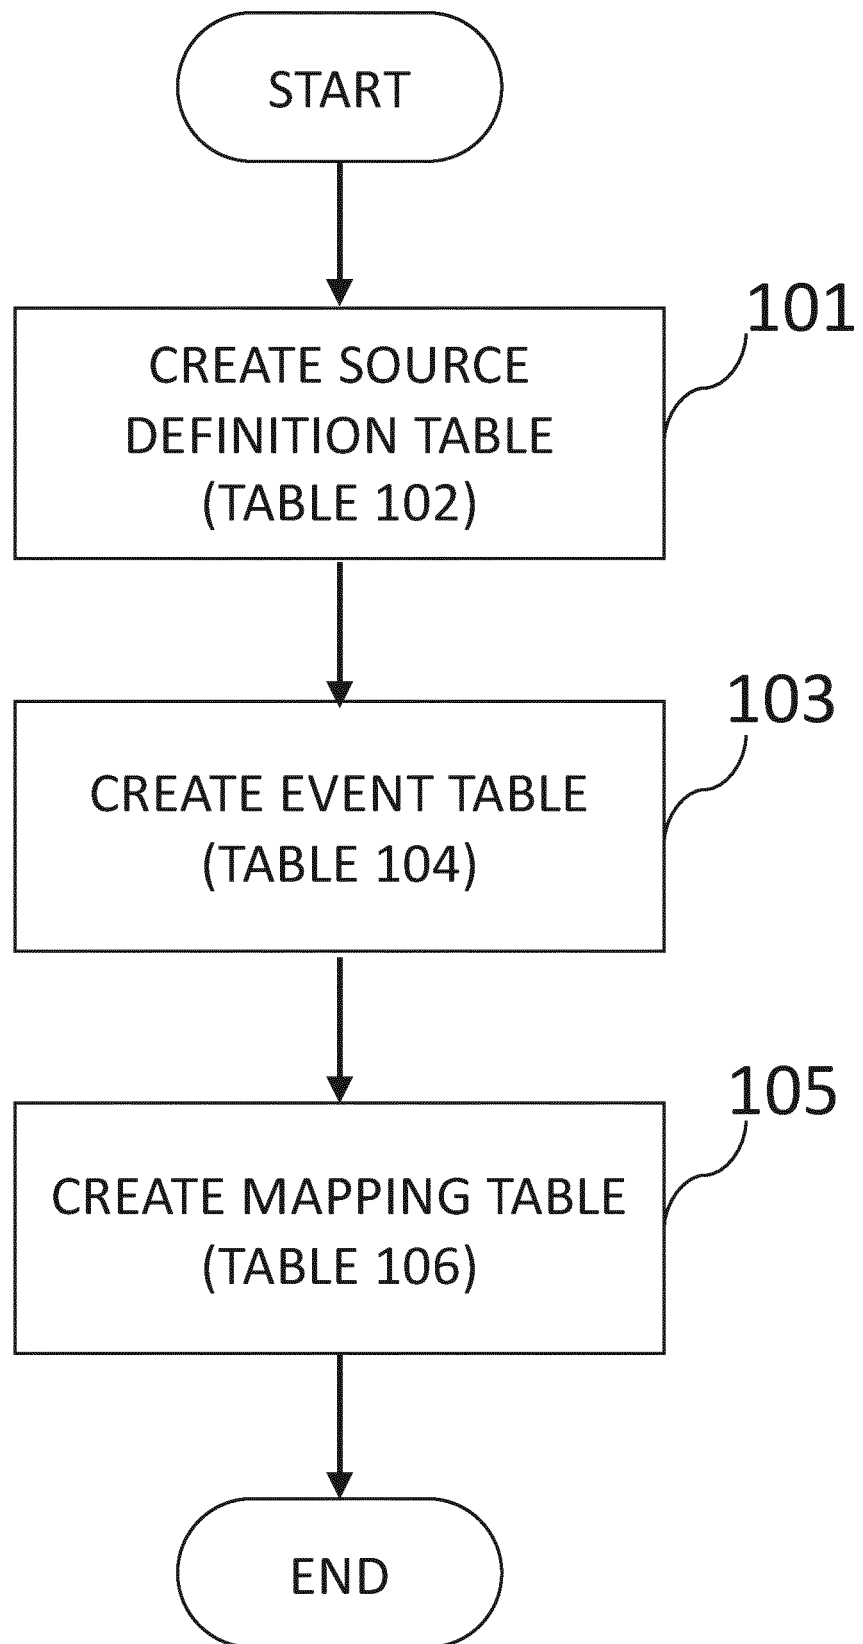 START
101
CREATE SOURCE
DEFINITION TABLE
(TABLE 102)
103
CREATE EVENT TABLE
(TABLE 104)
105
CREATE MAPPING TABLE
(TABLE 106)
END